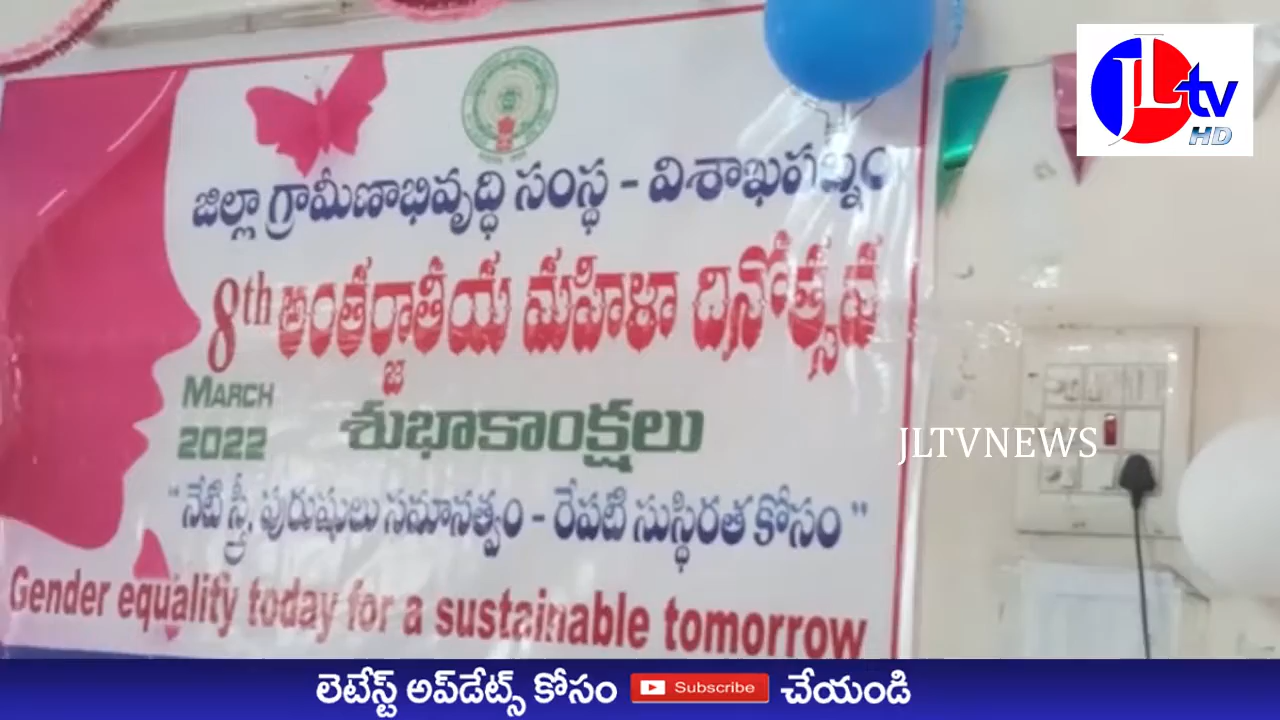 JLtv
HD
జిల్లా గ్రామీణాభివృద్ధి సంస్థ - విశాఖపట్నం
8th అంతర్జాతీయ మహిళా దినోత్సవ
MARCH
2022
శుభాకాంక్షలు
"నేటి స్త్రీ, పురుషులు సమానత్వం - రేపటి సుస్థిరత కోసం"
Gender equality today for a sustainable tomorrow
JLTVNEWS
లెటేస్ట్ అప్‌డేట్స్ కోసం Subscribe చేయండి